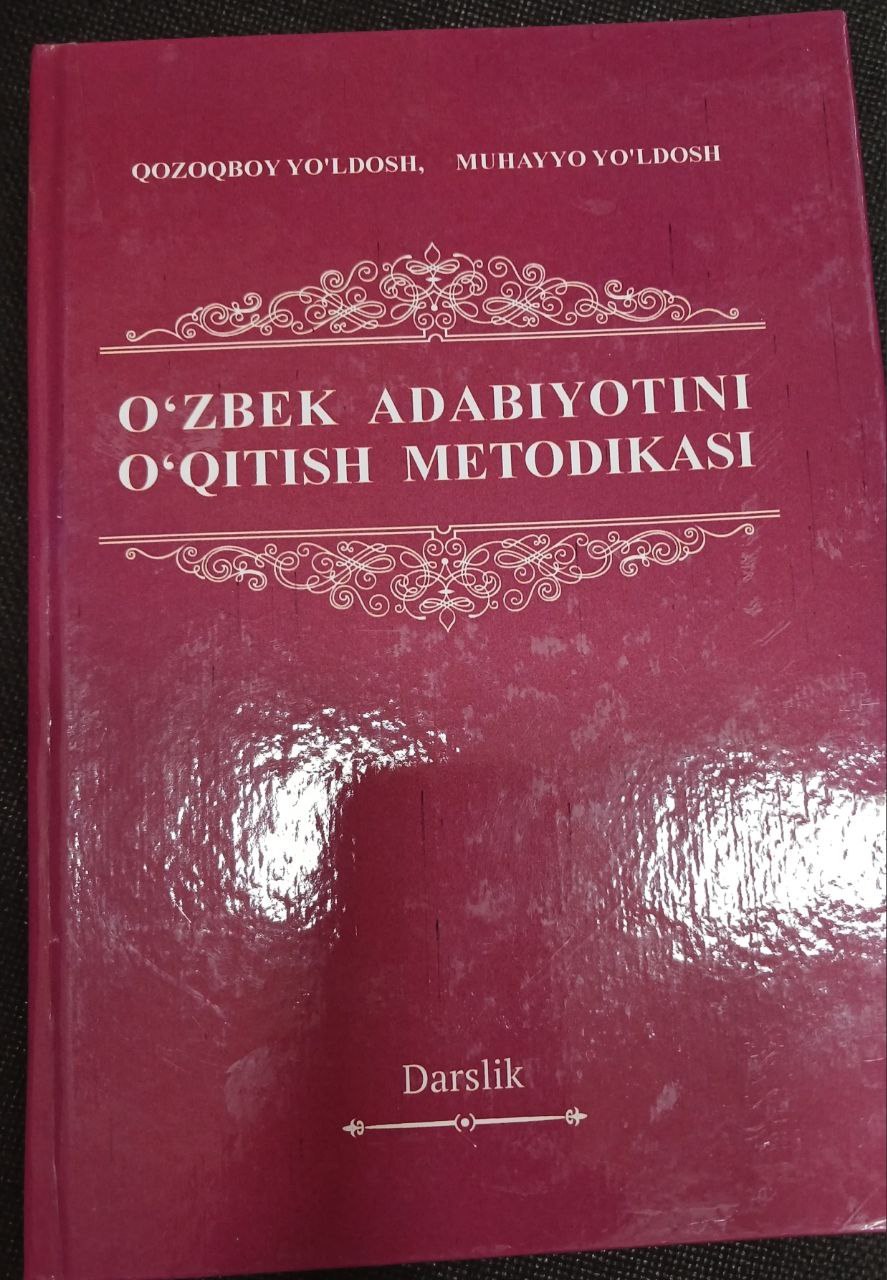 QOZOQBOY YO'LDOSH, MUHAYYO YO'LDOSH
O‘ZBEK ADABIYOTINI
O‘QITISH METODIKASI
Darslik